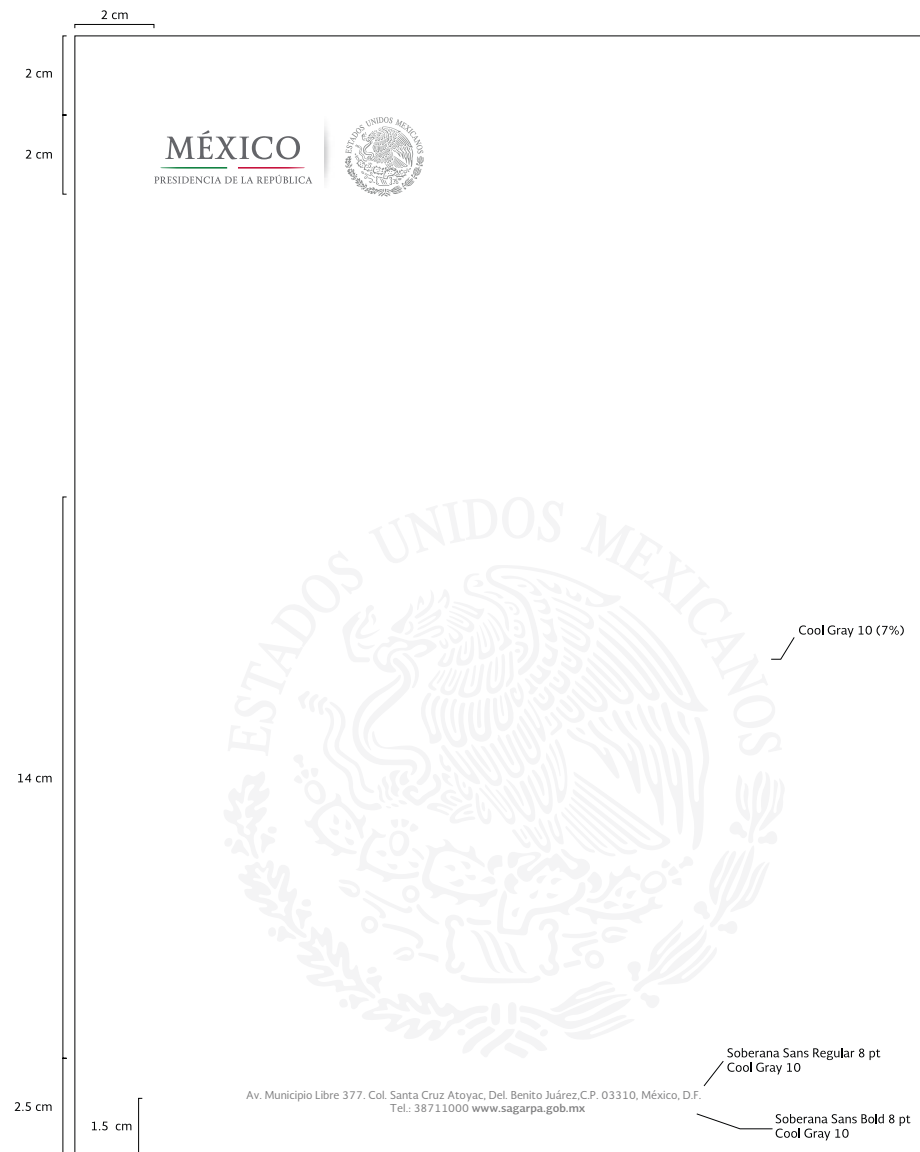 2 cm
2 cm
2 cm
MÉXICO
PRESIDENCIA DE LA REPÚBLICA
ESTADOS UNIDOS MEXICANOS
ESTADOS UNIDOS MEXICANOS
Cool Gray 10 (7%)
14 cm
Soberana Sans Regular 8 pt
Cool Gray 10
Av. Municipio Libre 377. Col. Santa Cruz Atoyac, Del. Benito Juárez,C.P. 03310, México, D.F.
Tel.: 38711000 www.sagarpa.gob.mx
2.5 cm
1.5 cm
Soberana Sans Bold 8 pt
Cool Gray 10